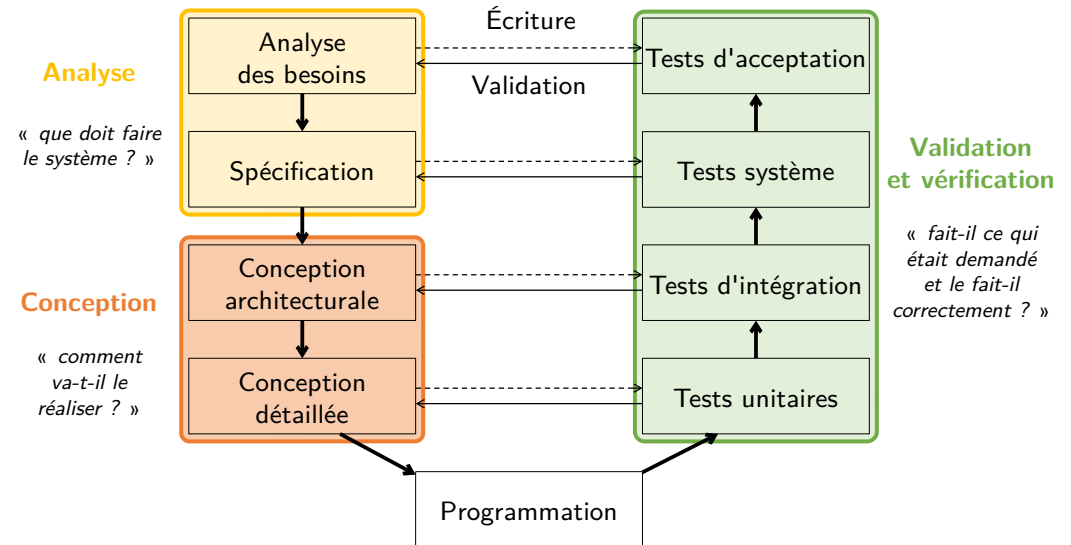 Analyse
« que doit faire
le système ? »
Conception
« comment
va-t-il le
réaliser ? »
Analyse
des besoins
Spécification
Conception
architecturale
Conception
détaillée
Écriture
Validation
Programmation
Tests d'acceptation
Tests système
Tests d'intégration
Tests unitaires
Validation
et vérification
« fait-il ce qui
était demandé
et le fait-il
correctement ? »